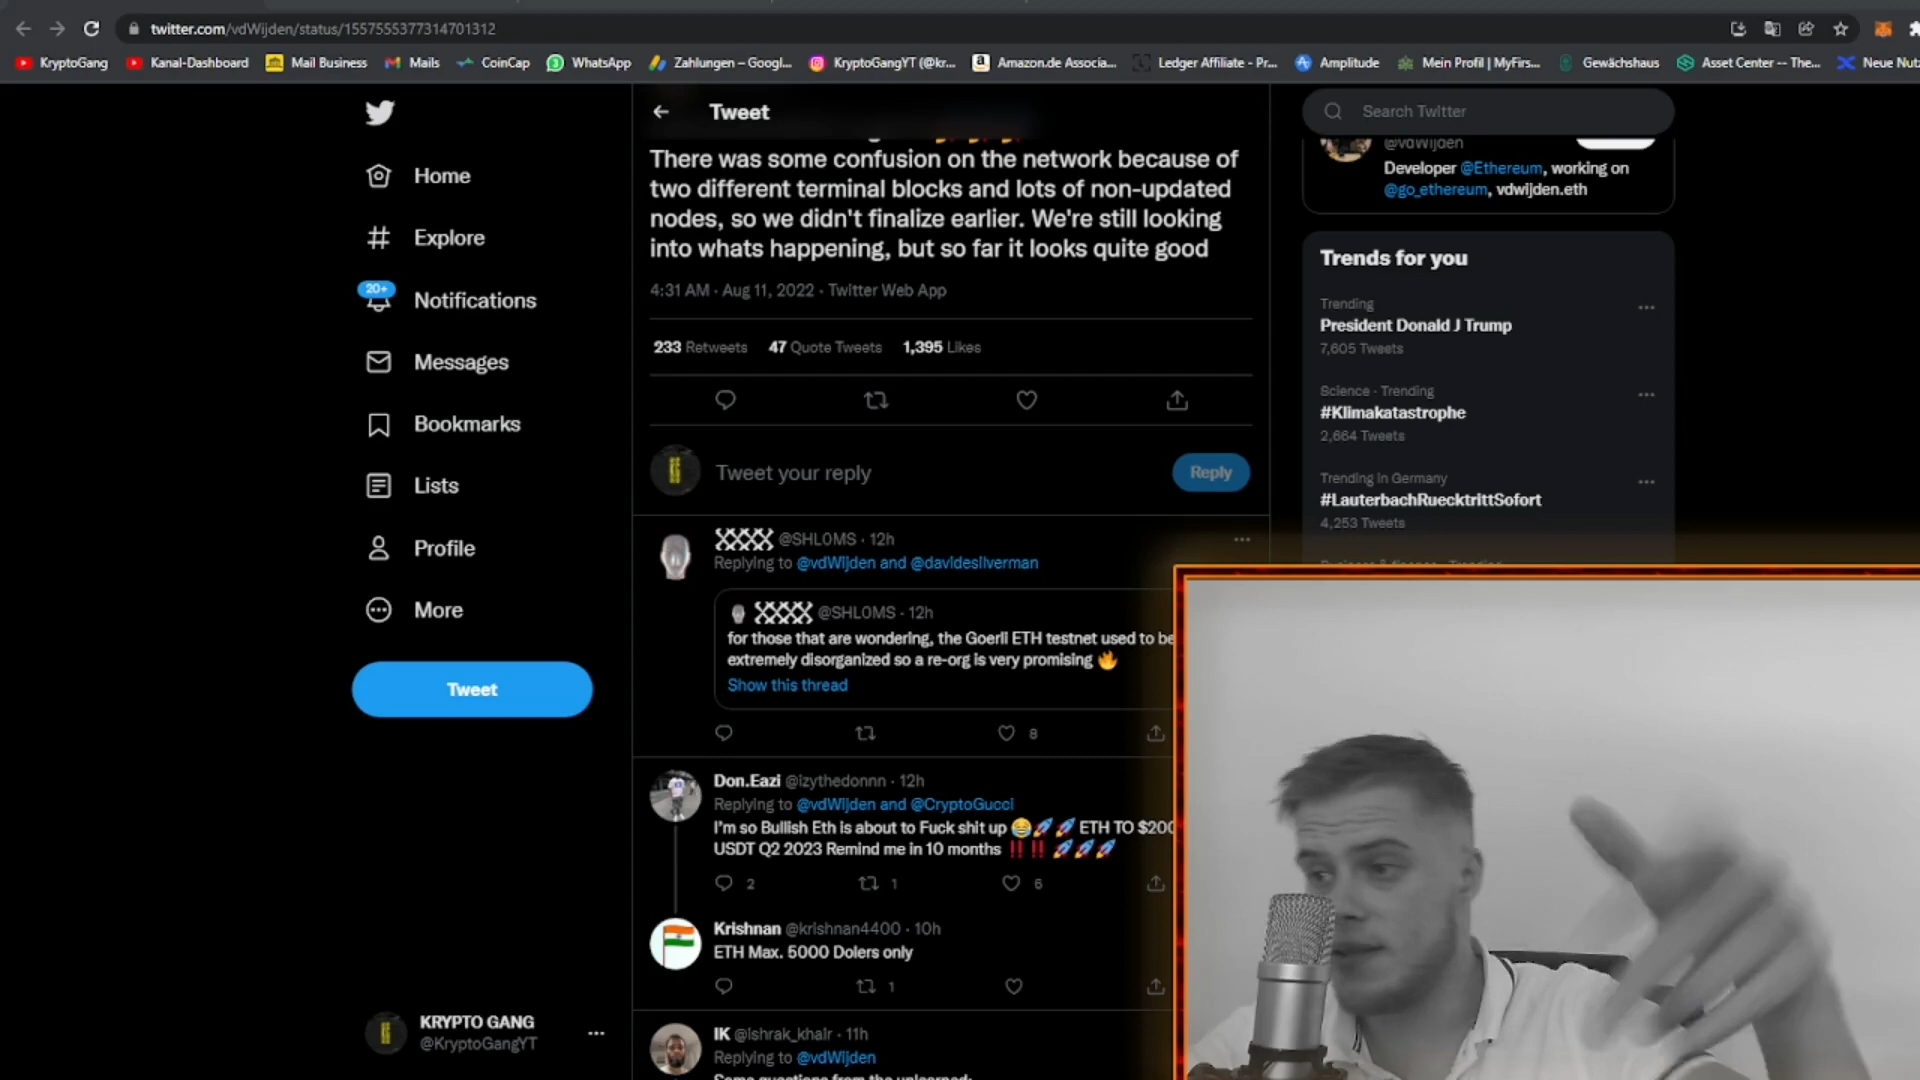 twitter.com/vdWijden/status/1557555377314701312
KryptoGang
Kanal-Dashboard
Mail Business
Mails
CoinCap
WhatsApp
Zahlungen – Googl...
KryptoGangYT (@kr...
Amazon.de Associa...
Ledger Affiliate - Pr...
Amplitude
Mein Profil | MyFirs...
Gewächshaus
Asset Center -- The...
Neue Nut
Home
Explore
20+
Notifications
Messages
Bookmarks
Lists
Profile
More
Tweet
KRYPTO GANG
@KryptoGangYT
Tweet
There was some confusion on the network because of
two different terminal blocks and lots of non-updated
nodes, so we didn't finalize earlier. We're still looking
into whats happening, but so far it looks quite good
4:31 AM · Aug 11, 2022 · Twitter Web App
233 Retweets 47 Quote Tweets 1,395 Likes
Tweet your reply
Reply
@SHL0MS · 12h
Replying to @vdWijden and @davidesilverman
@SHL0MS · 12h
for those that are wondering, the Goerli ETH testnet used to be
extremely disorganized so a re-org is very promising 🔥
Show this thread
8
Don.Eazi @izythedonnn · 12h
Replying to @vdWijden and @CryptoGucci
I'm so Bullish Eth is about to Fuck shit up 😂🚀🚀 ETH TO $200
USDT Q2 2023 Remind me in 10 months ‼️‼️ 🚀🚀🚀
2 1 6
Krishnan @krishnan4400 · 10h
ETH Max. 5000 Dolers only
1
IK @ishrak_khair · 11h
Replying to @vdWijden
Search Twitter
@vdWijden
Developer @Ethereum, working on
@go_ethereum, vdwijden.eth
Trends for you
Trending
President Donald J Trump
7,605 Tweets
Science · Trending
#Klimakatastrophe
2,664 Tweets
Trending in Germany
#LauterbachRuecktrittSofort
4,253 Tweets